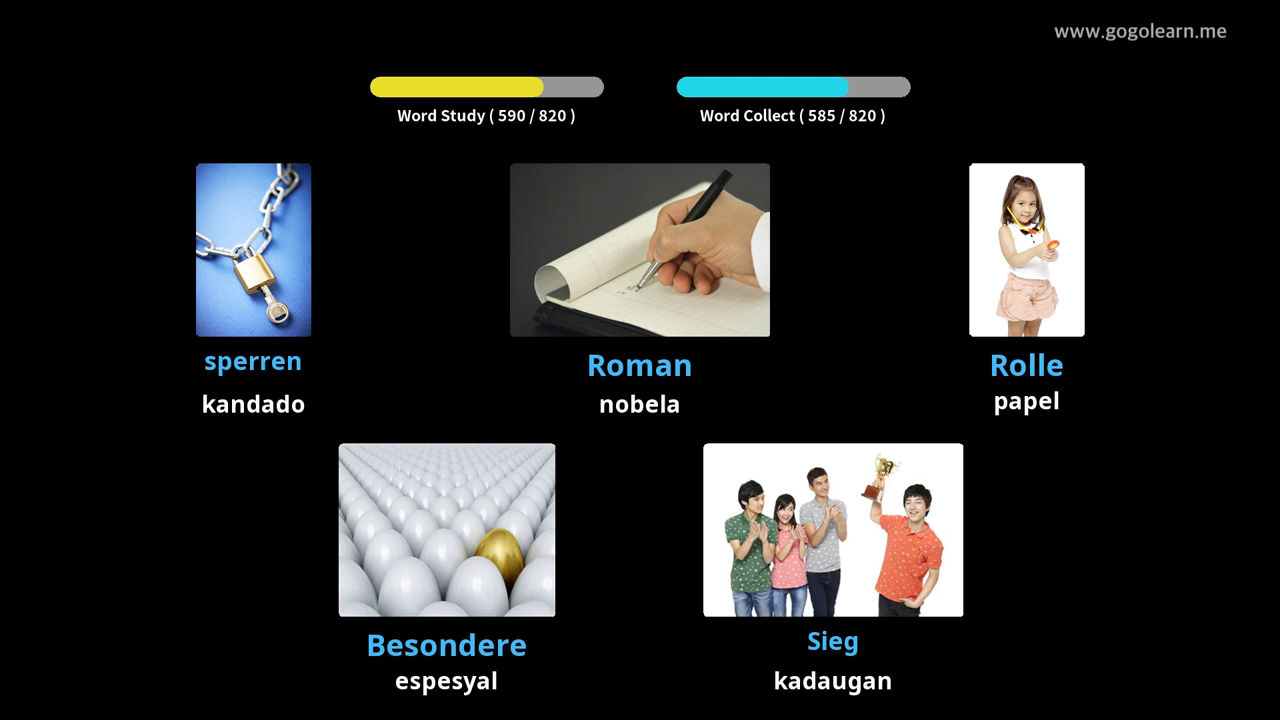 www.gogolearn.me
Word Study ( 590 / 820 )
Word Collect ( 585 / 820 )
sperren
kandado
Roman
nobela
Rolle
papel
Besondere
espesyal
Sieg
kadaugan